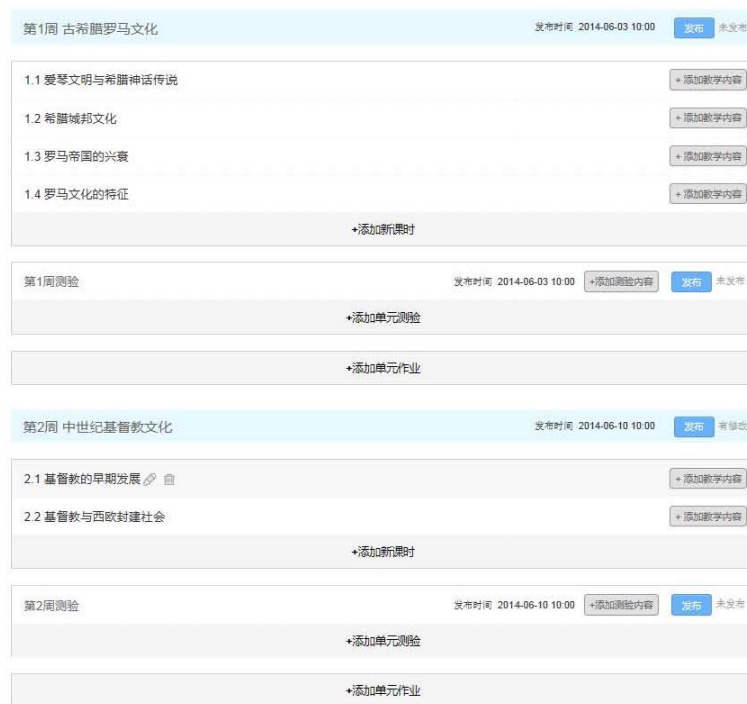 第1周 古希腊罗马文化 发布时间 2014-06-03 10:00 发布 未发布
1.1 爱琴文明与希腊神话传说 +添加教学内容
1.2 希腊城邦文化 +添加教学内容
1.3 罗马帝国的兴衰 +添加教学内容
1.4 罗马文化的特征 +添加教学内容
+添加新课时
第1周测验 发布时间 2014-06-03 10:00 +添加测验内容 发布 未发布
+添加单元测验
+添加单元作业
第2周 中世纪基督教文化 发布时间 2014-06-10 10:00 发布 有修改
2.1 基督教的早期发展 +添加教学内容
2.2 基督教与西欧封建社会 +添加教学内容
+添加新课时
第2周测验 发布时间 2014-06-10 10:00 +添加测验内容 发布 未发布
+添加单元测验
+添加单元作业